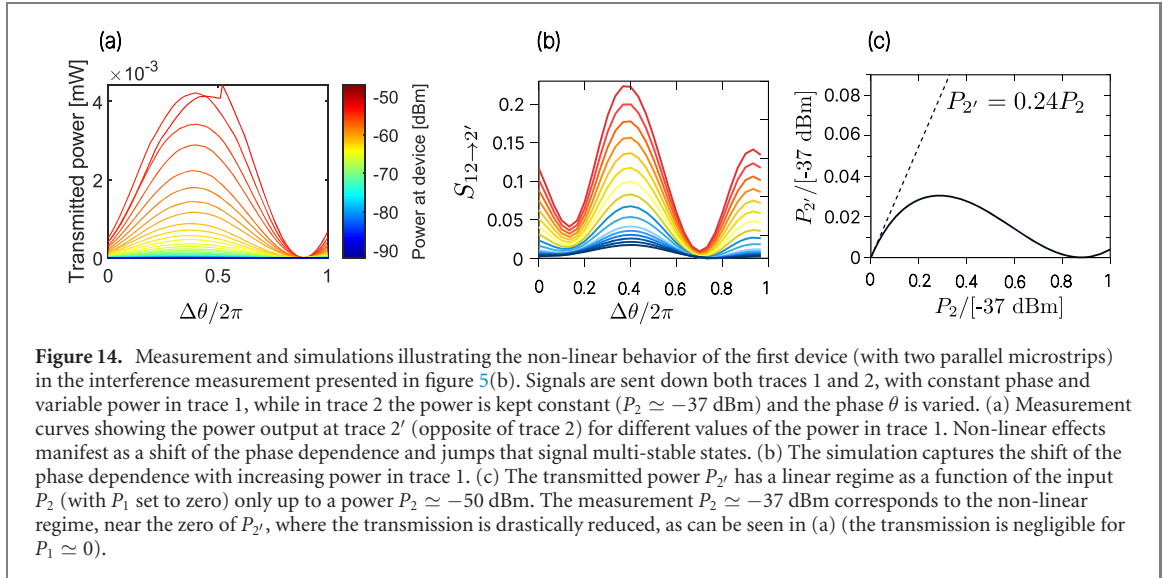 (a)
(b)
(c)
× 10⁻³
Transmitted power [mW]
4
2
0
0
0.5
1
Δθ/2π
-50
-60
-70
-80
-90
Power at device [dBm]
S₁₂→₂′
0.2
0.15
0.1
0.05
0
0
0.2
0.4
0.6
0.8
1
Δθ/2π
P₂′/[-37 dBm]
0.08
0.06
0.04
0.02
0
P₂′ = 0.24P₂
0
0.2
0.4
0.6
0.8
1
P₂/[-37 dBm]
Figure 14. Measurement and simulations illustrating the non-linear behavior of the first device (with two parallel microstrips)
in the interference measurement presented in figure 5(b). Signals are sent down both traces 1 and 2, with constant phase and
variable power in trace 1, while in trace 2 the power is kept constant (P₂ ≃ −37 dBm) and the phase θ is varied. (a) Measurement
curves showing the power output at trace 2′ (opposite of trace 2) for different values of the power in trace 1. Non-linear effects
manifest as a shift of the phase dependence and jumps that signal multi-stable states. (b) The simulation captures the shift of the
phase dependence with increasing power in trace 1. (c) The transmitted power P₂′ has a linear regime as a function of the input
P₂ (with P₁ set to zero) only up to a power P₂ ≃ −50 dBm. The measurement P₂ ≃ −37 dBm corresponds to the non-linear
regime, near the zero of P₂′, where the transmission is drastically reduced, as can be seen in (a) (the transmission is negligible for
P₁ ≃ 0).